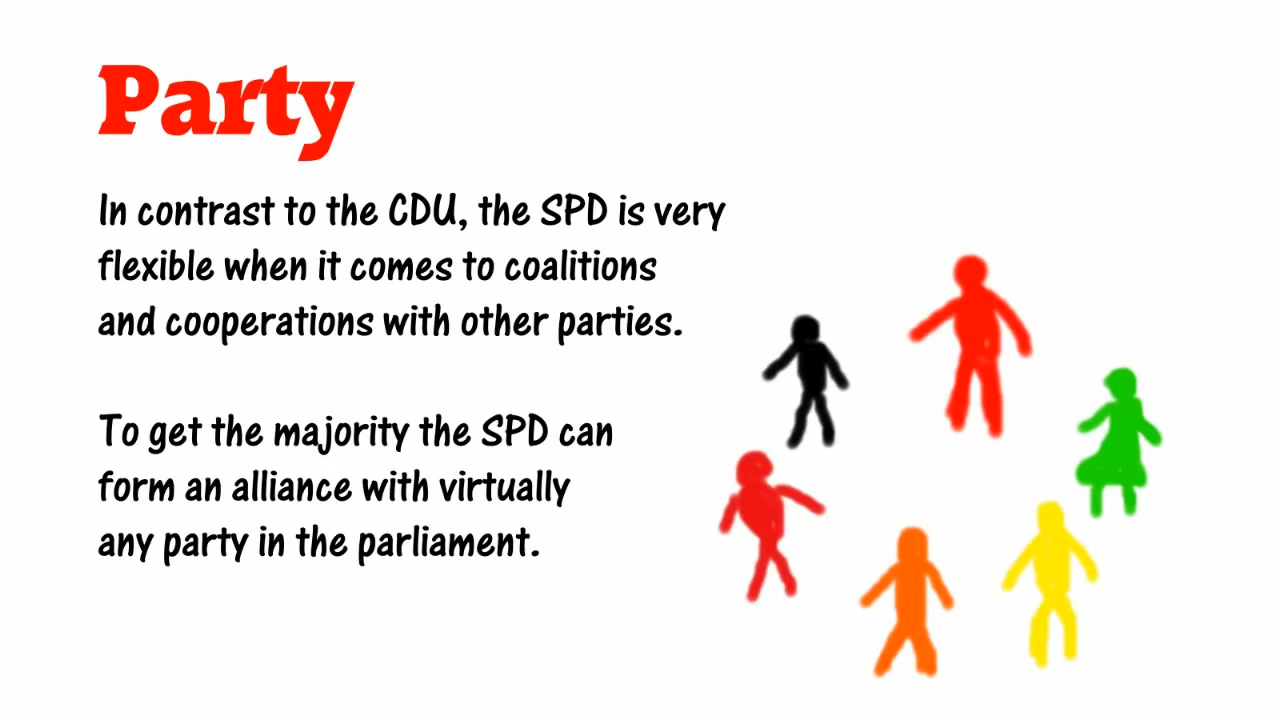 Party
In contrast to the CDU, the SPD is very
flexible when it comes to coalitions
and cooperations with other parties.
To get the majority the SPD can
form an alliance with virtually
any party in the parliament.